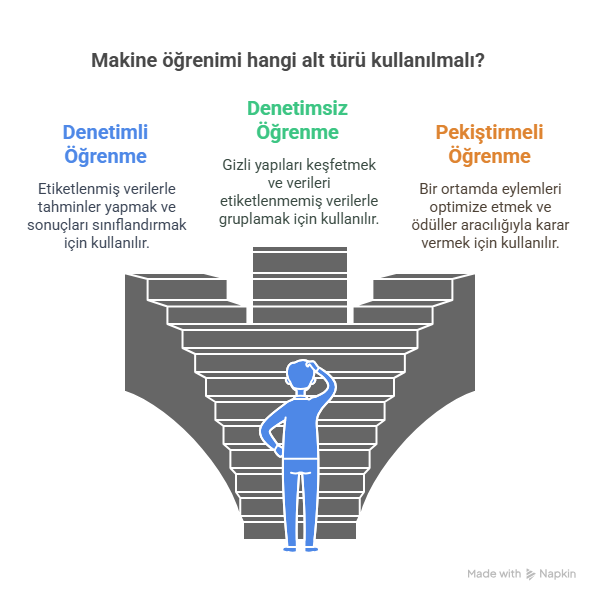 Makine öğrenimi hangi alt türü kullanılmalı?
Denetimli
Öğrenme
Etiketlenmiş verilerle
tahminler yapmak ve
sonuçları sınıflandırmak
için kullanılır.
Denetimsiz
Öğrenme
Gizli yapıları keşfetmek
ve verileri
etiketlenmemiş verilerle
gruplamak için kullanılır.
Pekiştirmeli
Öğrenme
Bir ortamda eylemleri
optimize etmek ve
ödüller aracılığıyla karar
vermek için kullanılır.
Made with Napkin